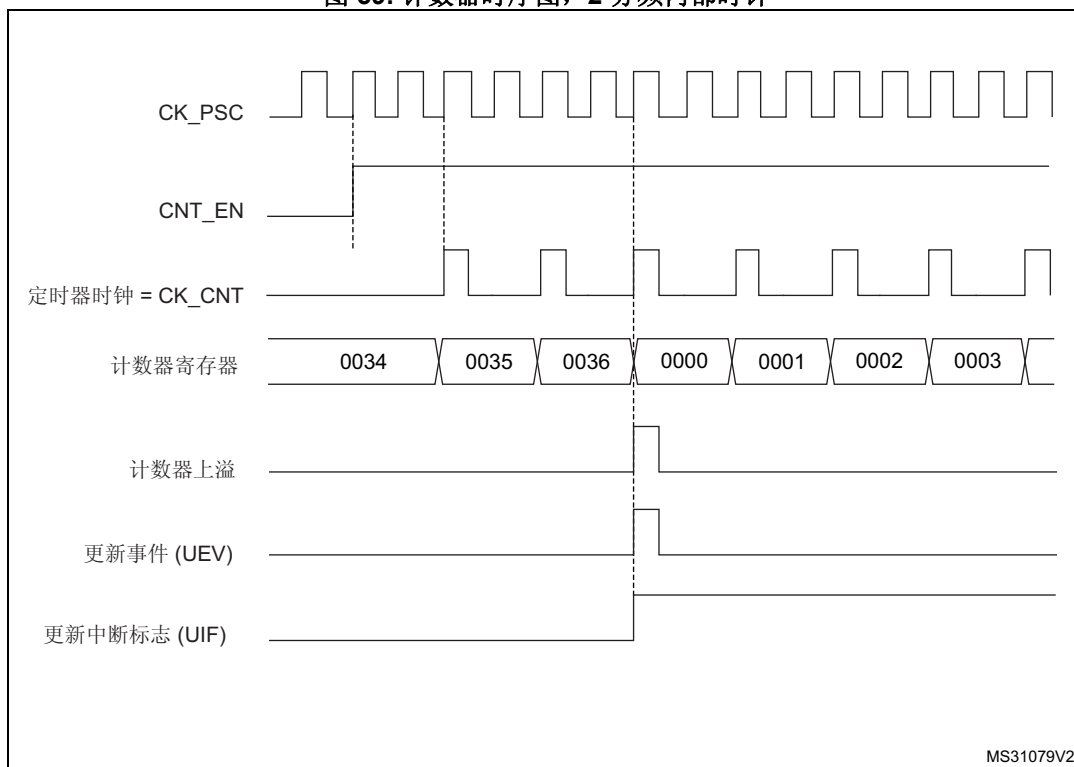 CK_PSC
CNT_EN
定时器时钟 = CK_CNT
计数器寄存器
0034 0035 0036 0000 0001 0002 0003
计数器上溢
更新事件 (UEV)
更新中断标志 (UIF)
MS31079V2